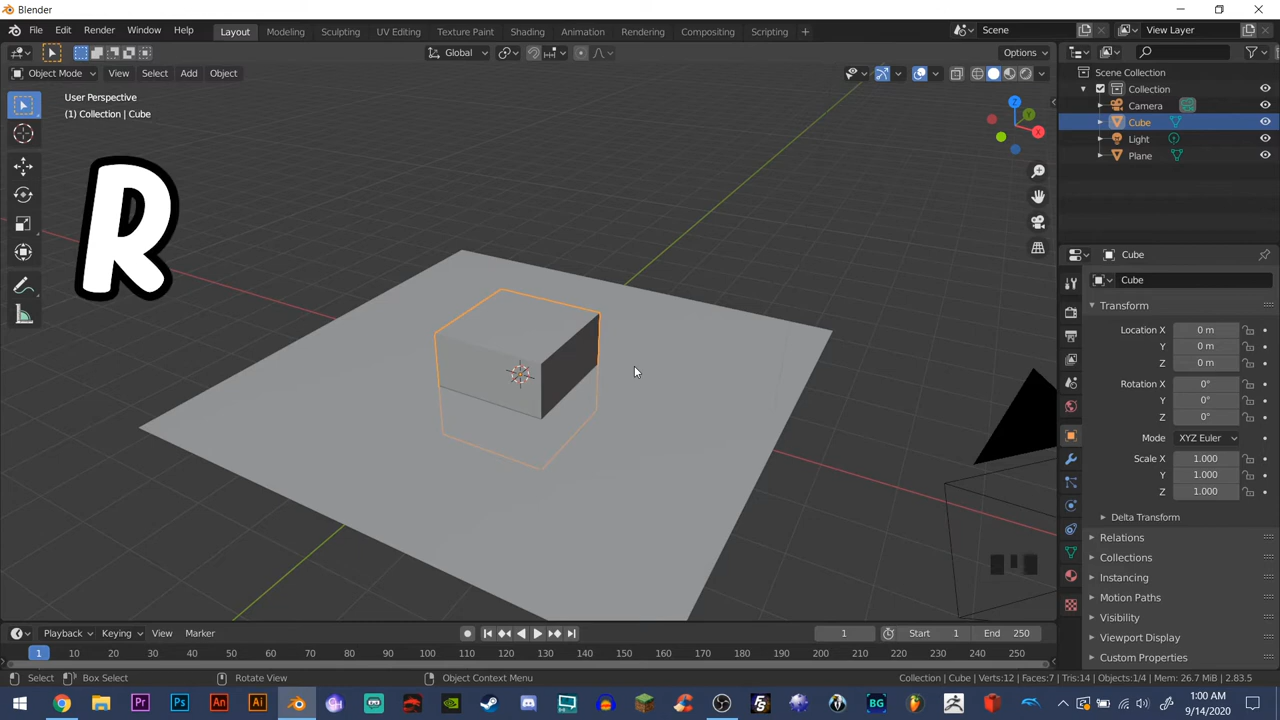 Blender
File Edit Render Window Help Layout Modeling Sculpting UV Editing Texture Paint Shading Animation Rendering Compositing Scripting + Scene View Layer
Global Options
Object Mode View Select Add Object
User Perspective
(1) Collection | Cube
R
Z
Y
X
Scene Collection
Collection
Camera
Cube
Light
Plane
Cube
Cube
Transform
Location X 0 m
Y 0 m
Z 0 m
Rotation X 0°
Y 0°
Z 0°
Mode XYZ Euler
Scale X 1.000
Y 1.000
Z 1.000
Delta Transform
Relations
Collections
Instancing
Motion Paths
Visibility
Viewport Display
Custom Properties
Playback Keying View Marker 1 Start 1 End 250
1 10 20 30 40 50 60 70 80 90 100 110 120 130 140 150 160 170 180 190 200 210 220 230 240 250
Select Box Select Rotate View Object Context Menu Collection | Cube | Verts:12 | Faces:7 | Tris:14 | Objects:1/4 | Mem: 26.7 MiB | 2.83.5
Pr Ps An Ai BG 1:00 AM
9/14/2020